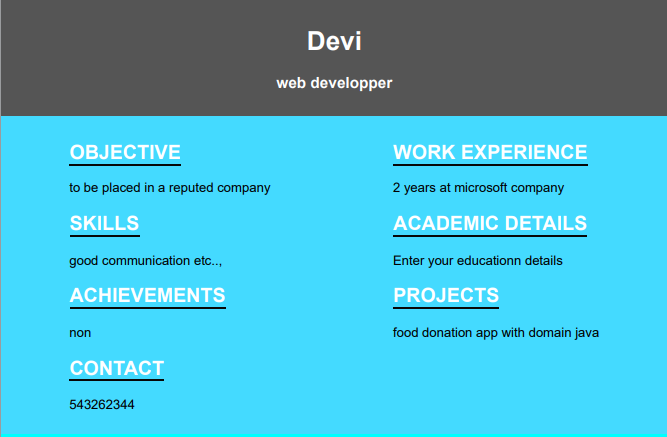 Devi
web developper
OBJECTIVE
to be placed in a reputed company
SKILLS
good communication etc..,
ACHIEVEMENTS
non
CONTACT
543262344
WORK EXPERIENCE
2 years at microsoft company
ACADEMIC DETAILS
Enter your educationn details
PROJECTS
food donation app with domain java